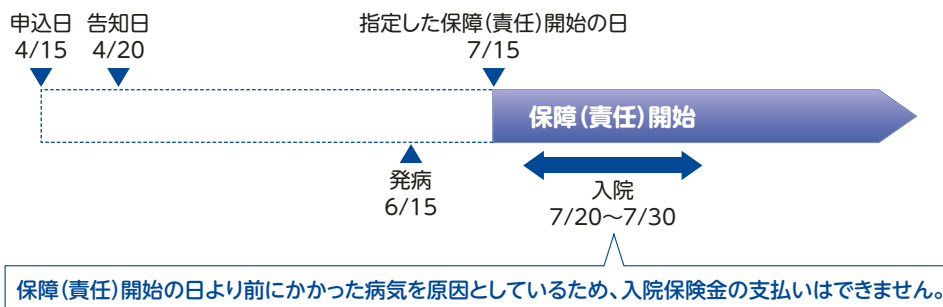 申込日 告知日 指定した保障(責任)開始の日
4/15 4/20 7/15
保障(責任)開始
発病
6/15
入院
7/20～7/30
保障(責任)開始の日より前にかかった病気を原因としているため、入院保険金の支払いはできません。